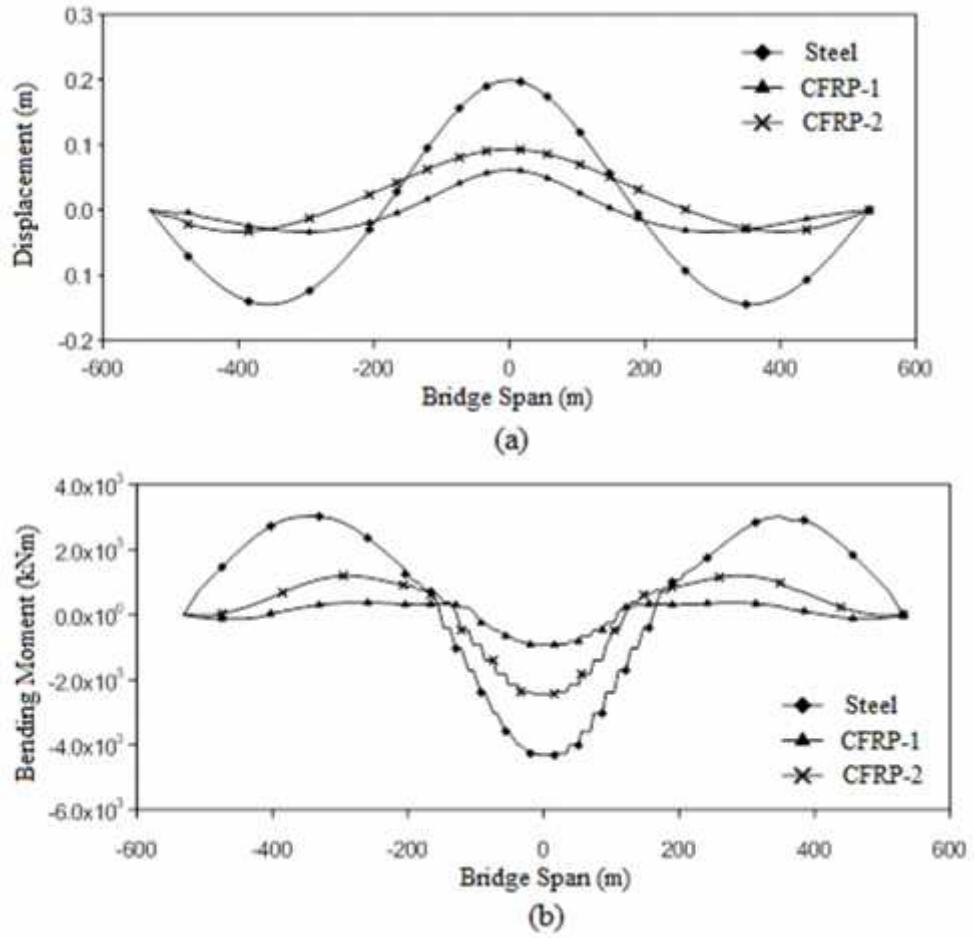 0.3
0.2
0.1
0.0
0.1
-0.2
Displacement (m)
Steel
CFRP-1
CFRP-2
-600 -400 -200 0 200 400 600
Bridge Span (m)
(a)
4.0x10³
2.0x10³
0.0x10⁰
-2.0x10³
-4.0x10³
-6.0x10³
Bending Moment (kNm)
Steel
CFRP-1
CFRP-2
-600 -400 -200 0 200 400 600
Bridge Span (m)
(b)